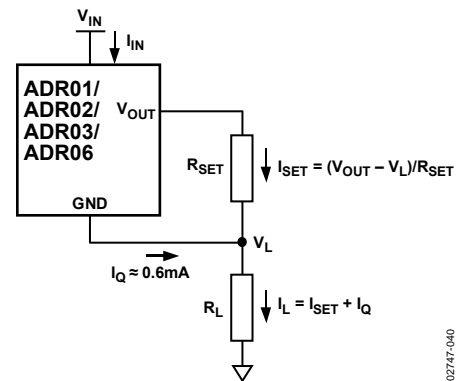 V_IN
I_IN
ADR01/
ADR02/
ADR03/
ADR06
V_OUT
GND
R_SET
I_SET = (V_OUT – V_L)/R_SET
V_L
I_Q ≈ 0.6mA
R_L
I_L = I_SET + I_Q
02747-040